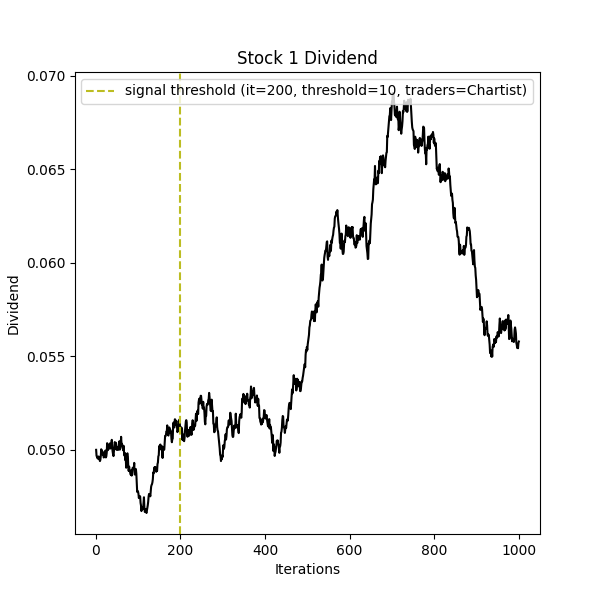 Stock 1 Dividend
signal threshold (it=200, threshold=10, traders=Chartist)
0.070
0.065
0.060
0.055
0.050
Dividend
0
200
400
600
800
1000
Iterations